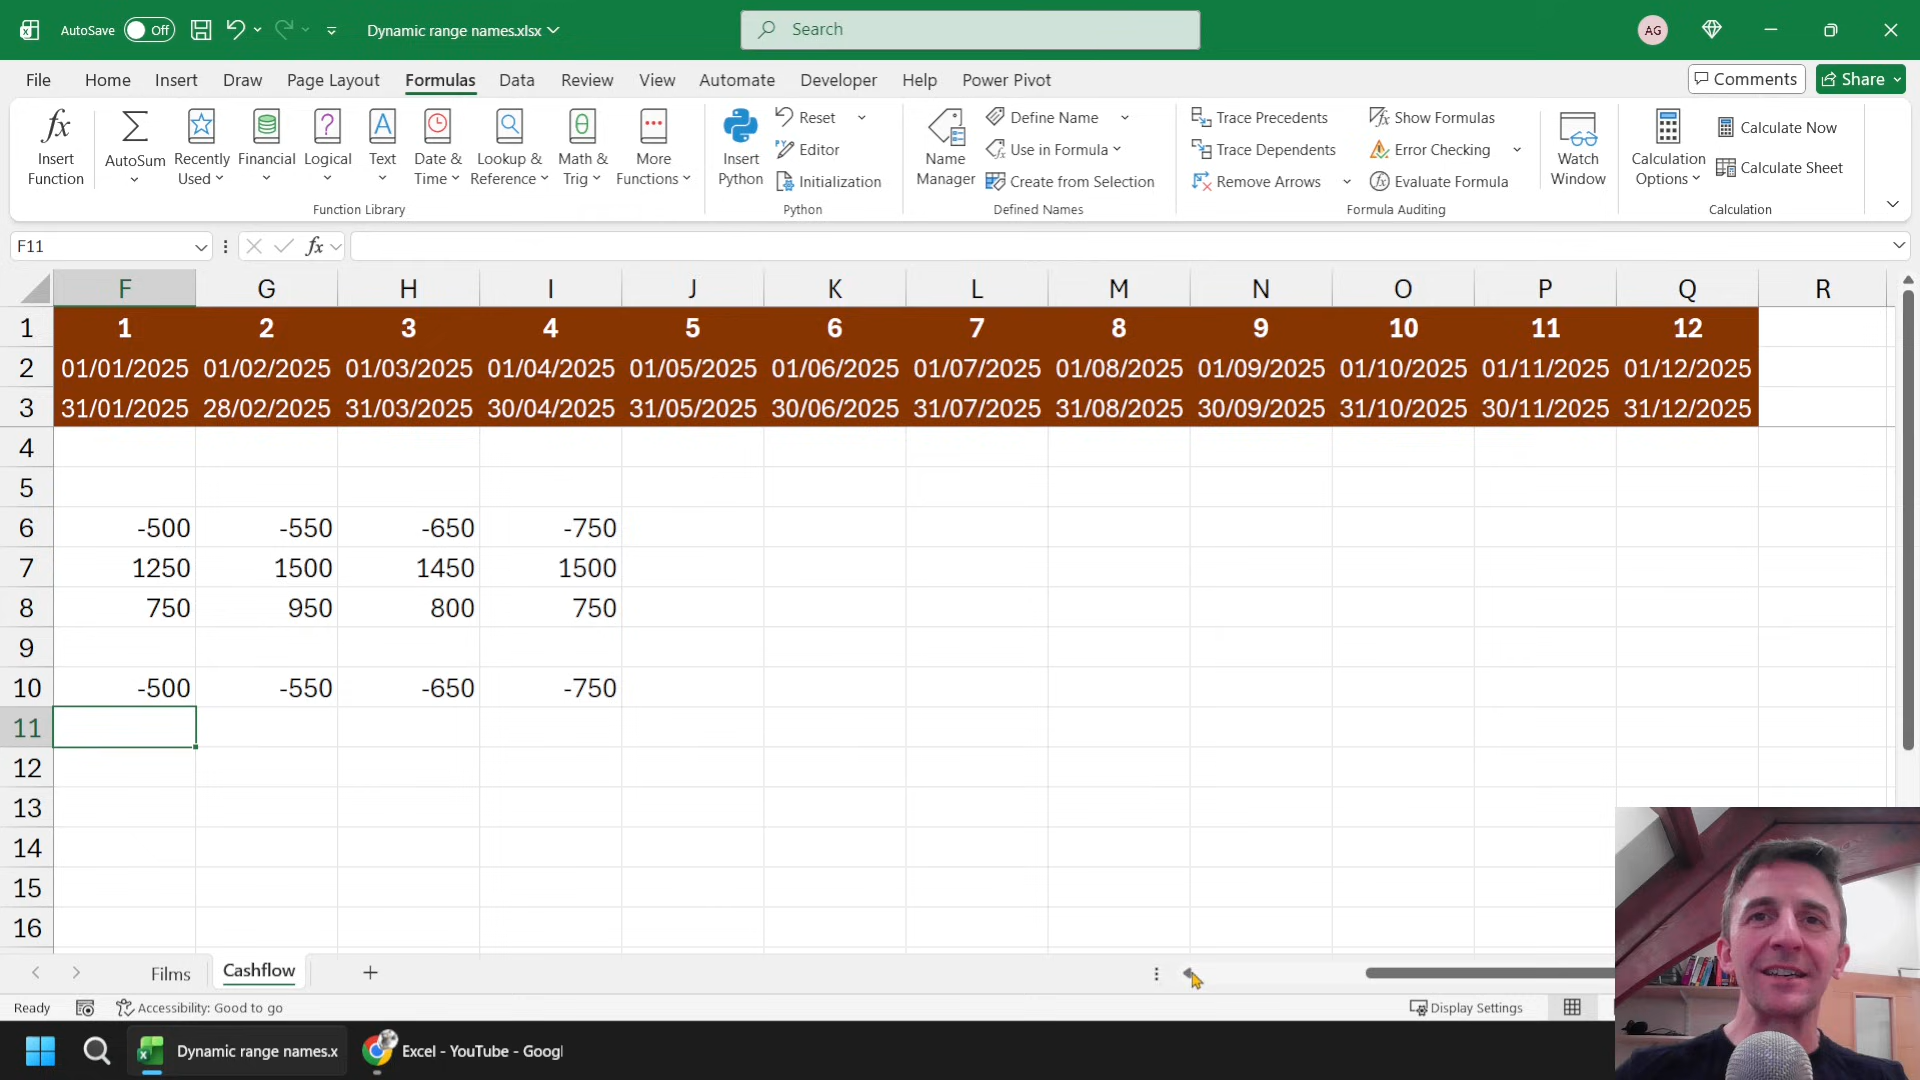 AutoSave Off Dynamic range names.xlsx Search AG
File Home Insert Draw Page Layout Formulas Data Review View Automate Developer Help Power Pivot Comments Share
fx Insert Function
AutoSum
Recently Used
Financial
Logical
Text
Date & Time
Lookup & Reference
Math & Trig
More Functions
Function Library
Insert Python
Reset
Editor
Initialization
Python
Name Manager
Define Name
Use in Formula
Create from Selection
Defined Names
Trace Precedents
Trace Dependents
Remove Arrows
Show Formulas
Error Checking
Evaluate Formula
Formula Auditing
Watch Window
Calculation Options
Calculate Now
Calculate Sheet
Calculation
F11 fx
F G H I J K L M N O P Q R
1 1 2 3 4 5 6 7 8 9 10 11 12
2 01/01/2025 01/02/2025 01/03/2025 01/04/2025 01/05/2025 01/06/2025 01/07/2025 01/08/2025 01/09/2025 01/10/2025 01/11/2025 01/12/2025
3 31/01/2025 28/02/2025 31/03/2025 30/04/2025 31/05/2025 30/06/2025 31/07/2025 31/08/2025 30/09/2025 31/10/2025 30/11/2025 31/12/2025
4
5
6 -500 -550 -650 -750
7 1250 1500 1450 1500
8 750 950 800 750
9
10 -500 -550 -650 -750
11
12
13
14
15
16
Films Cashflow
Ready Accessibility: Good to go Display Settings
Dynamic range names.x Excel - YouTube - Googl